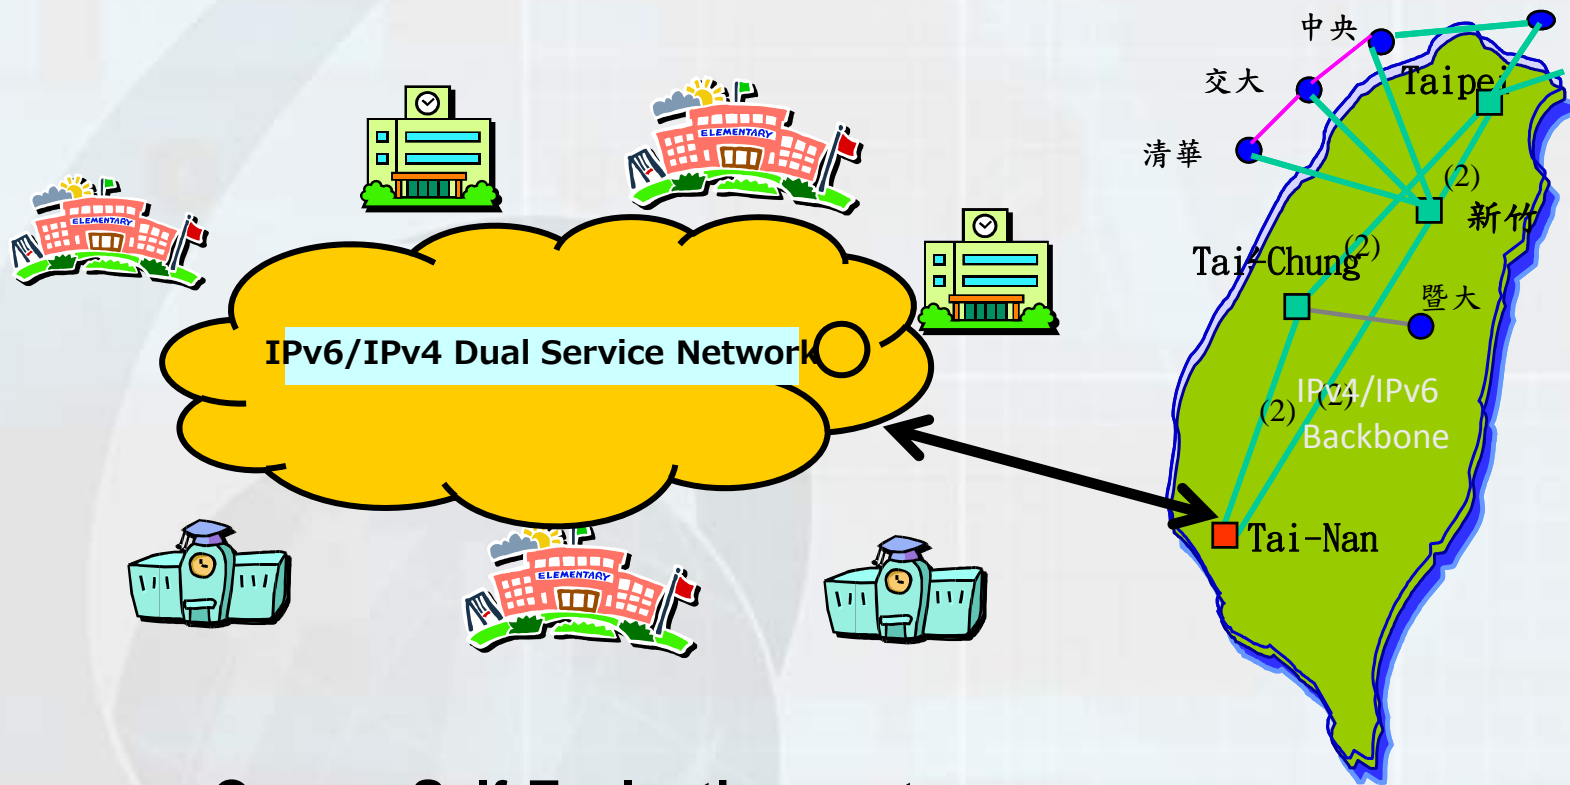 中央
交大
Taipei
清華
(2)
新竹
(2)
Tai-Chung
暨大
IPv4/IPv6
Backbone
(2)
(2)
Tai-Nan
ELEMENTARY
ELEMENTARY
IPv6/IPv4 Dual Service Network
ELEMENTARY